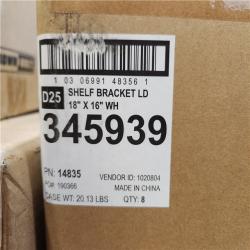 1 03 06991 48356 1
D25 SHELF BRACKET LD
18" X 16" WH
345939
PN: 14835
VENDOR ID: 1020804
PO#: 190366
MADE IN CHINA
CASE WT: 20.13 LBS
QTY: 8